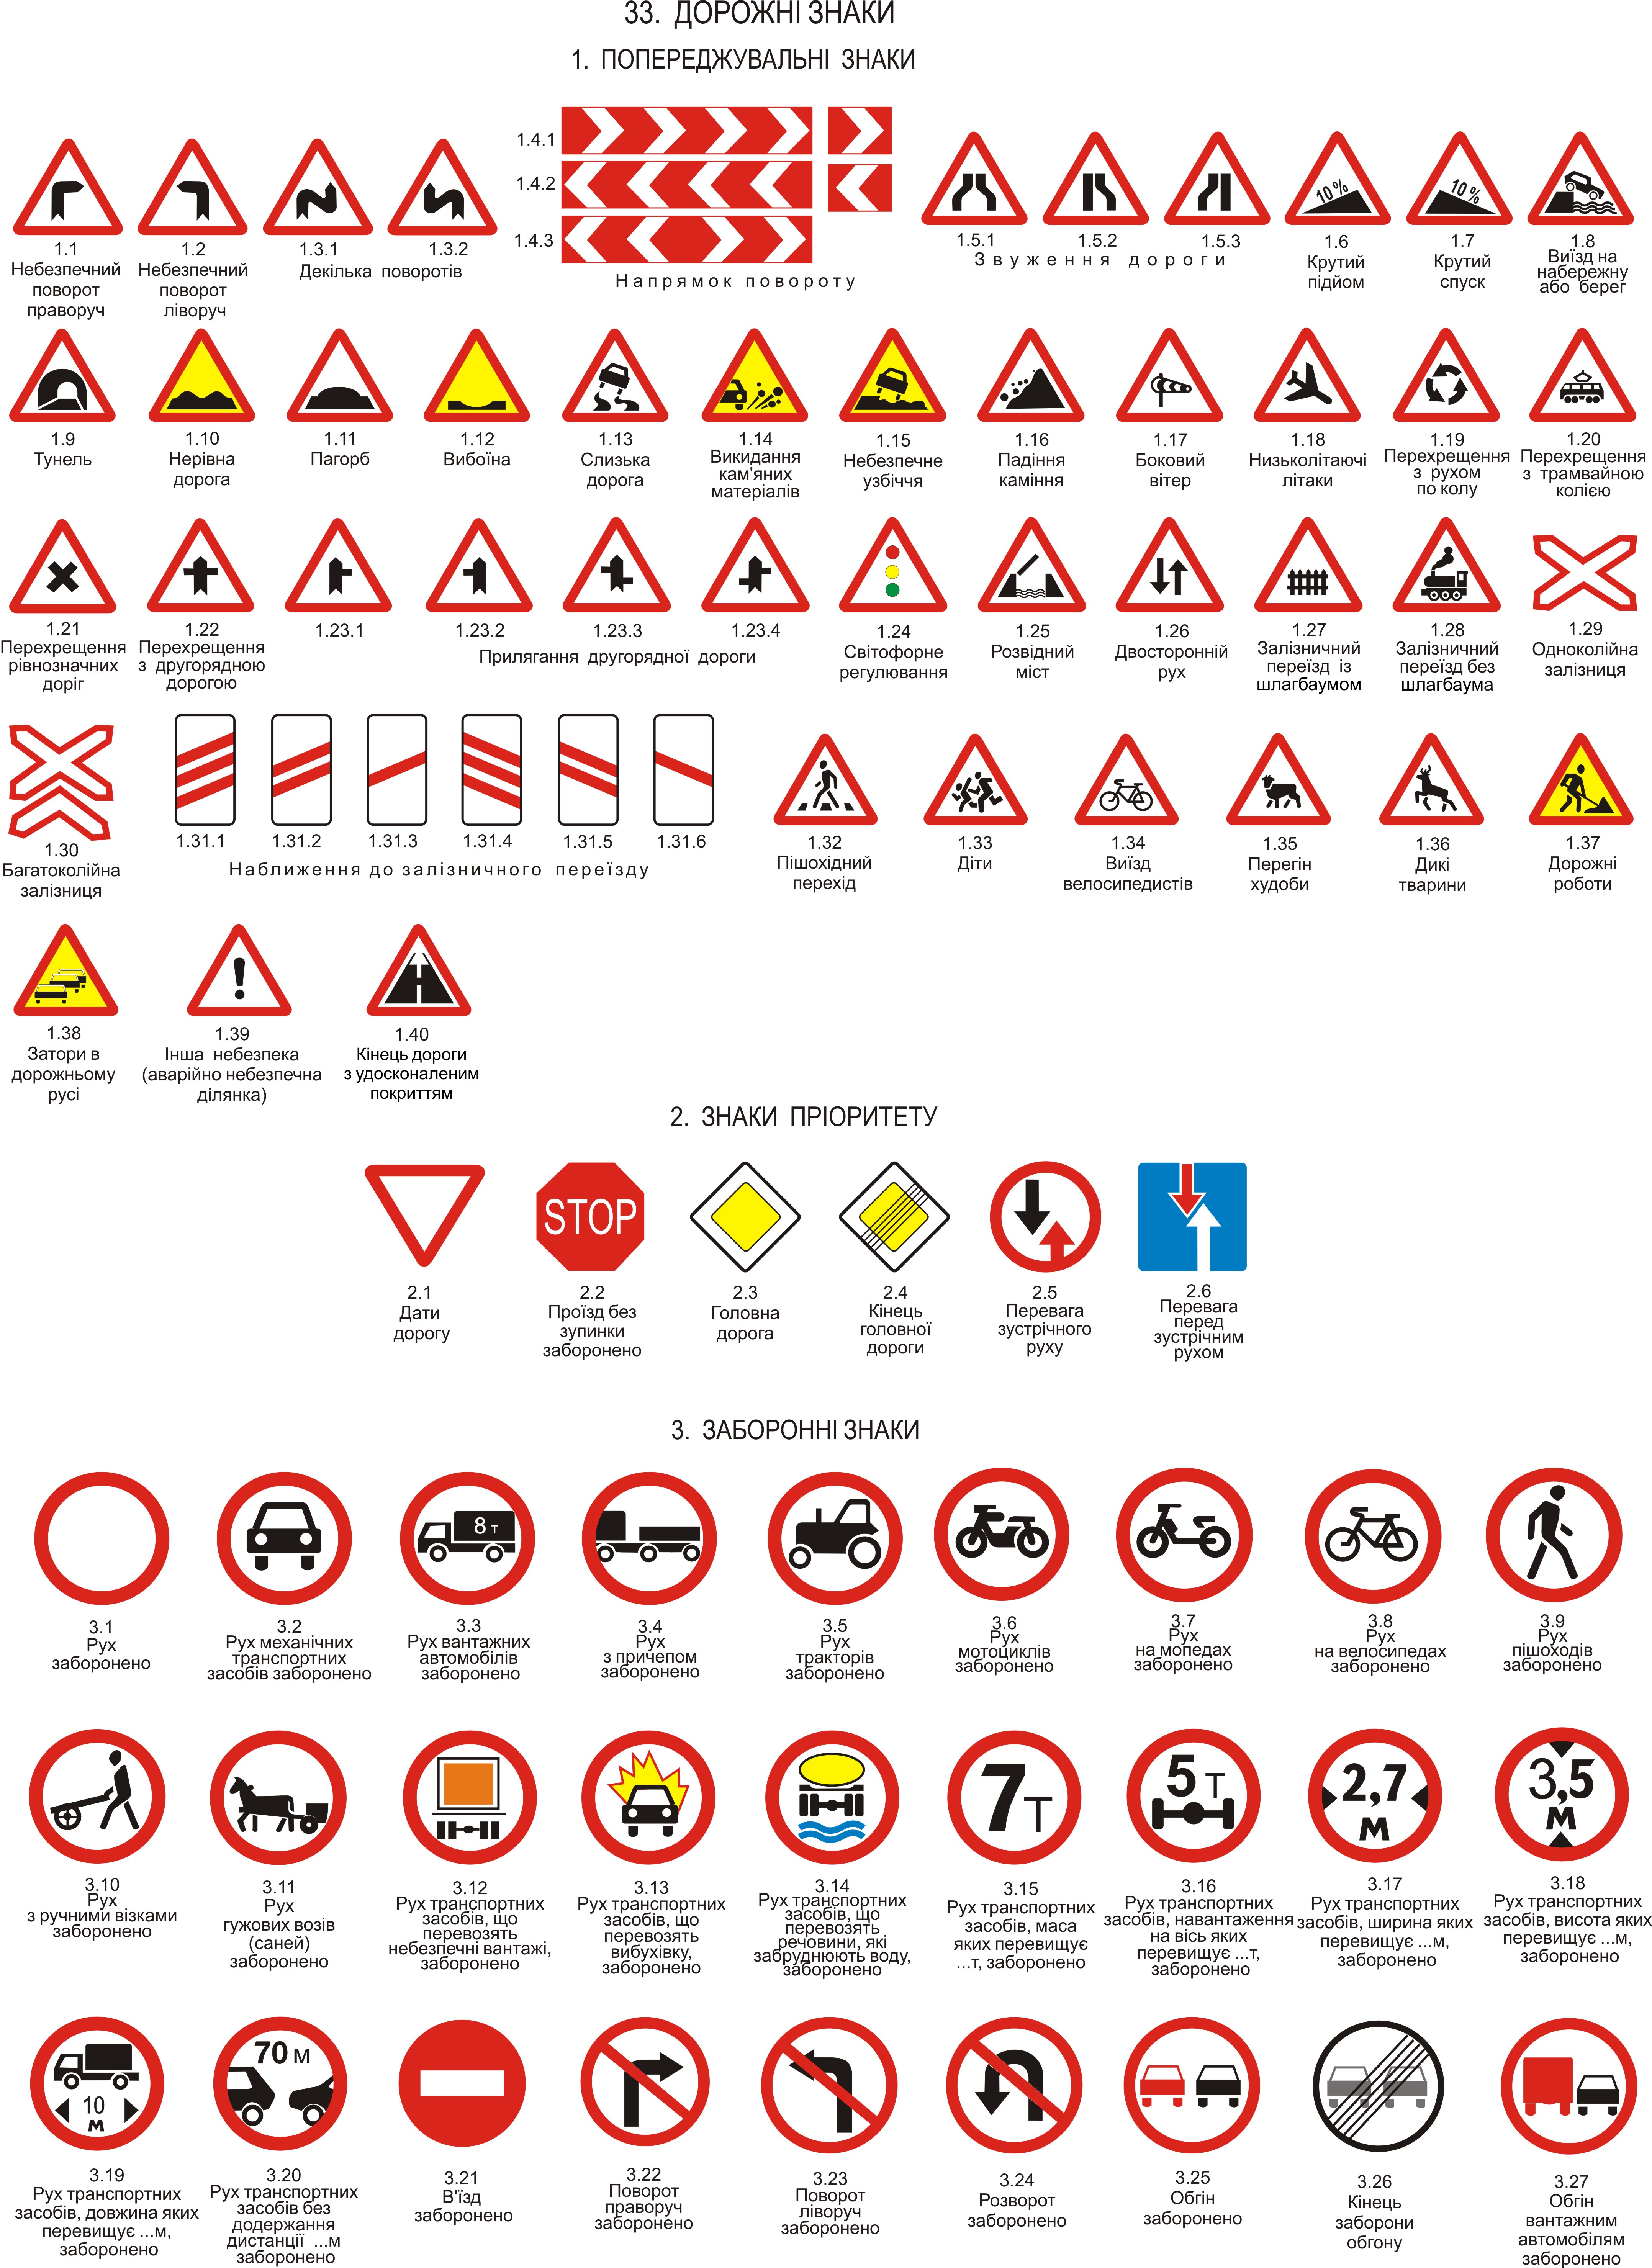 33. ДОРОЖНІ ЗНАКИ
1. ПОПЕРЕДЖУВАЛЬНІ ЗНАКИ
1.1
Небезпечний
поворот
праворуч
1.2
Небезпечний
поворот
ліворуч
1.3.1
1.3.2
Декілька поворотів
1.4.1
1.4.2
1.4.3
Напрямок повороту
1.5.1
1.5.2
1.5.3
Звуження дороги
10%
1.6
Крутий
підйом
10%
1.7
Крутий
спуск
1.8
Виїзд на
набережну
або берег
1.9
Тунель
1.10
Нерівна
дорога
1.11
Пагорб
1.12
Вибоїна
1.13
Слизька
дорога
1.14
Викидання
кам'яних
матеріалів
1.15
Небезпечне
узбіччя
1.16
Падіння
каміння
1.17
Боковий
вітер
1.18
Низьколітаючі
літаки
1.19
Перехрещення
з рухом
по колу
1.20
Перехрещення
з трамвайною
колією
1.21
Перехрещення
рівнозначних
доріг
1.22
Перехрещення
з другорядною
дорогою
1.23.1
1.23.2
1.23.3
1.23.4
Прилягання другорядної дороги
1.24
Світофорне
регулювання
1.25
Розвідний
міст
1.26
Двосторонній
рух
1.27
Залізничний
переїзд із
шлагбаумом
1.28
Залізничний
переїзд без
шлагбаума
1.29
Одноколійна
залізниця
1.30
Багатоколійна
залізниця
1.31.1
1.31.2
1.31.3
1.31.4
1.31.5
1.31.6
Наближення до залізничного переїзду
1.32
Пішохідний
перехід
1.33
Діти
1.34
Виїзд
велосипедистів
1.35
Перегін
худоби
1.36
Дикі
тварини
1.37
Дорожні
роботи
1.38
Затори в
дорожньому
русі
1.39
Інша небезпека
(аварійно небезпечна
ділянка)
1.40
Кінець дороги
з удосконаленим
покриттям
2. ЗНАКИ ПРІОРИТЕТУ
2.1
Дати
дорогу
STOP
2.2
Проїзд без
зупинки
заборонено
2.3
Головна
дорога
2.4
Кінець
головної
дороги
2.5
Перевага
зустрічного
руху
2.6
Перевага
перед
зустрічним
рухом
3. ЗАБОРОННІ ЗНАКИ
3.1
Рух
заборонено
3.2
Рух механічних
транспортних
засобів заборонено
8 т
3.3
Рух вантажних
автомобілів
заборонено
3.4
Рух
з причепом
заборонено
3.5
Рух
тракторів
заборонено
3.6
Рух
мотоциклів
заборонено
3.7
Рух
на мопедах
заборонено
3.8
Рух
на велосипедах
заборонено
3.9
Рух
пішоходів
заборонено
3.10
Рух
з ручними візками
заборонено
3.11
Рух
гужових возів
(саней)
заборонено
3.12
Рух транспортних
засобів, що
перевозять
небезпечні вантажі,
заборонено
3.13
Рух транспортних
засобів, що
перевозять
вибухівку,
заборонено
3.14
Рух транспортних
засобів, що
перевозять
речовини, які
забруднюють воду,
заборонено
7т
3.15
Рух транспортних
засобів, маса
яких перевищує
...т, заборонено
5 т
3.16
Рух транспортних
засобів, навантаження
на вісь яких
перевищує ...т,
заборонено
2,7
м
3.17
Рух транспортних
засобів, ширина яких
перевищує ...м,
заборонено
3,5
м
3.18
Рух транспортних
засобів, висота яких
перевищує ...м,
заборонено
10
м
3.19
Рух транспортних
засобів, довжина яких
перевищує ...м,
заборонено
70 м
3.20
Рух транспортних
засобів без
додержання
дистанції ...м
заборонено
3.21
В'їзд
заборонено
3.22
Поворот
праворуч
заборонено
3.23
Поворот
ліворуч
заборонено
3.24
Розворот
заборонено
3.25
Обгін
заборонено
3.26
Кінець
заборони
обгону
3.27
Обгін
вантажним
автомобілям
заборонено